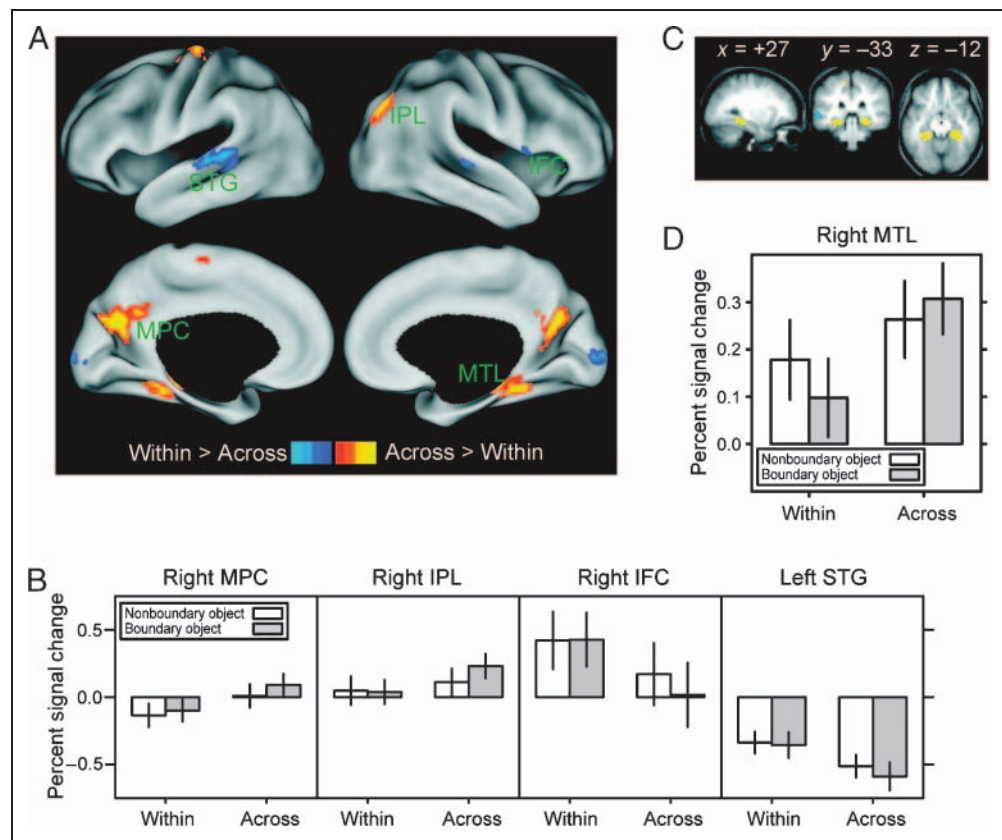 A
IPL
STG
IFC
MPC
MTL
Within > Across
Across > Within
C
x = +27
y = –33
z = –12
D
Right MTL
Percent signal change
0.3
0.2
0.1
0.0
Nonboundary object
Boundary object
Within
Across
B
Right MPC
Right IPL
Right IFC
Left STG
Percent signal change
0.5
0.0
–0.5
Nonboundary object
Boundary object
Within Across Within Across Within Across Within Across